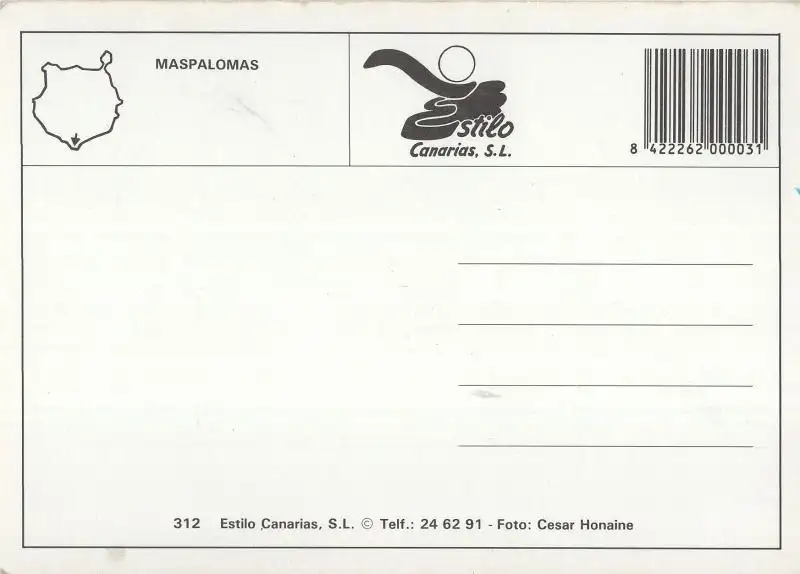 MASPALOMAS
Estilo
Canarias, S.L.
8 422262 000031
312 Estilo Canarias, S.L. © Telf.: 24 62 91 - Foto: Cesar Honaine